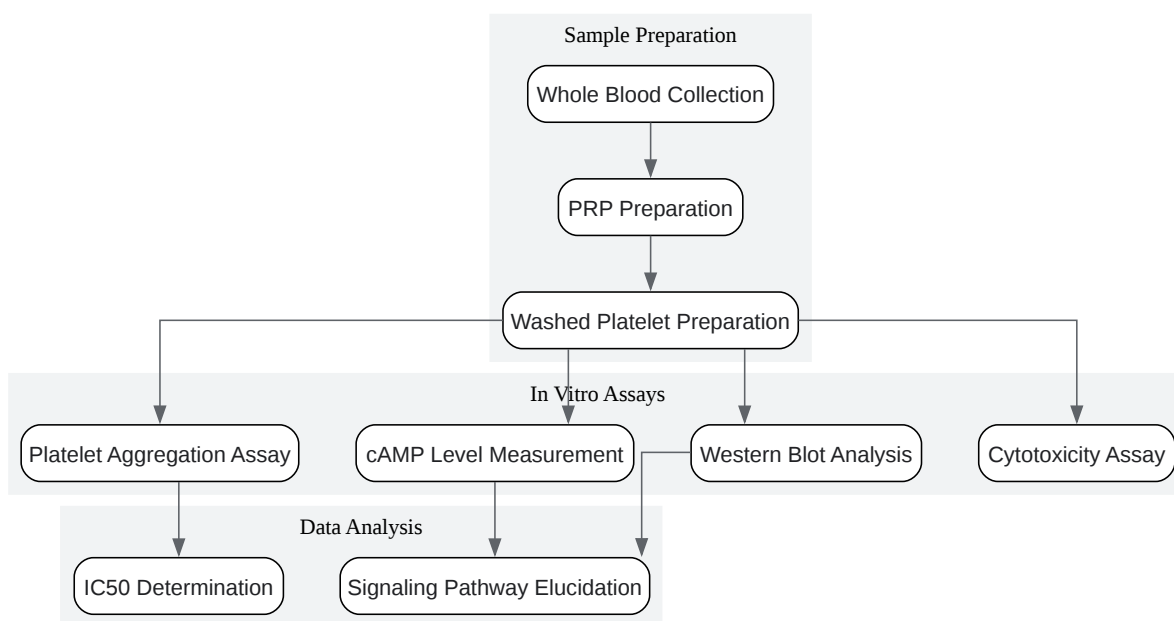 Sample Preparation
Whole Blood Collection
PRP Preparation
Washed Platelet Preparation
In Vitro Assays
Platelet Aggregation Assay
cAMP Level Measurement
Western Blot Analysis
Cytotoxicity Assay
Data Analysis
IC50 Determination
Signaling Pathway Elucidation